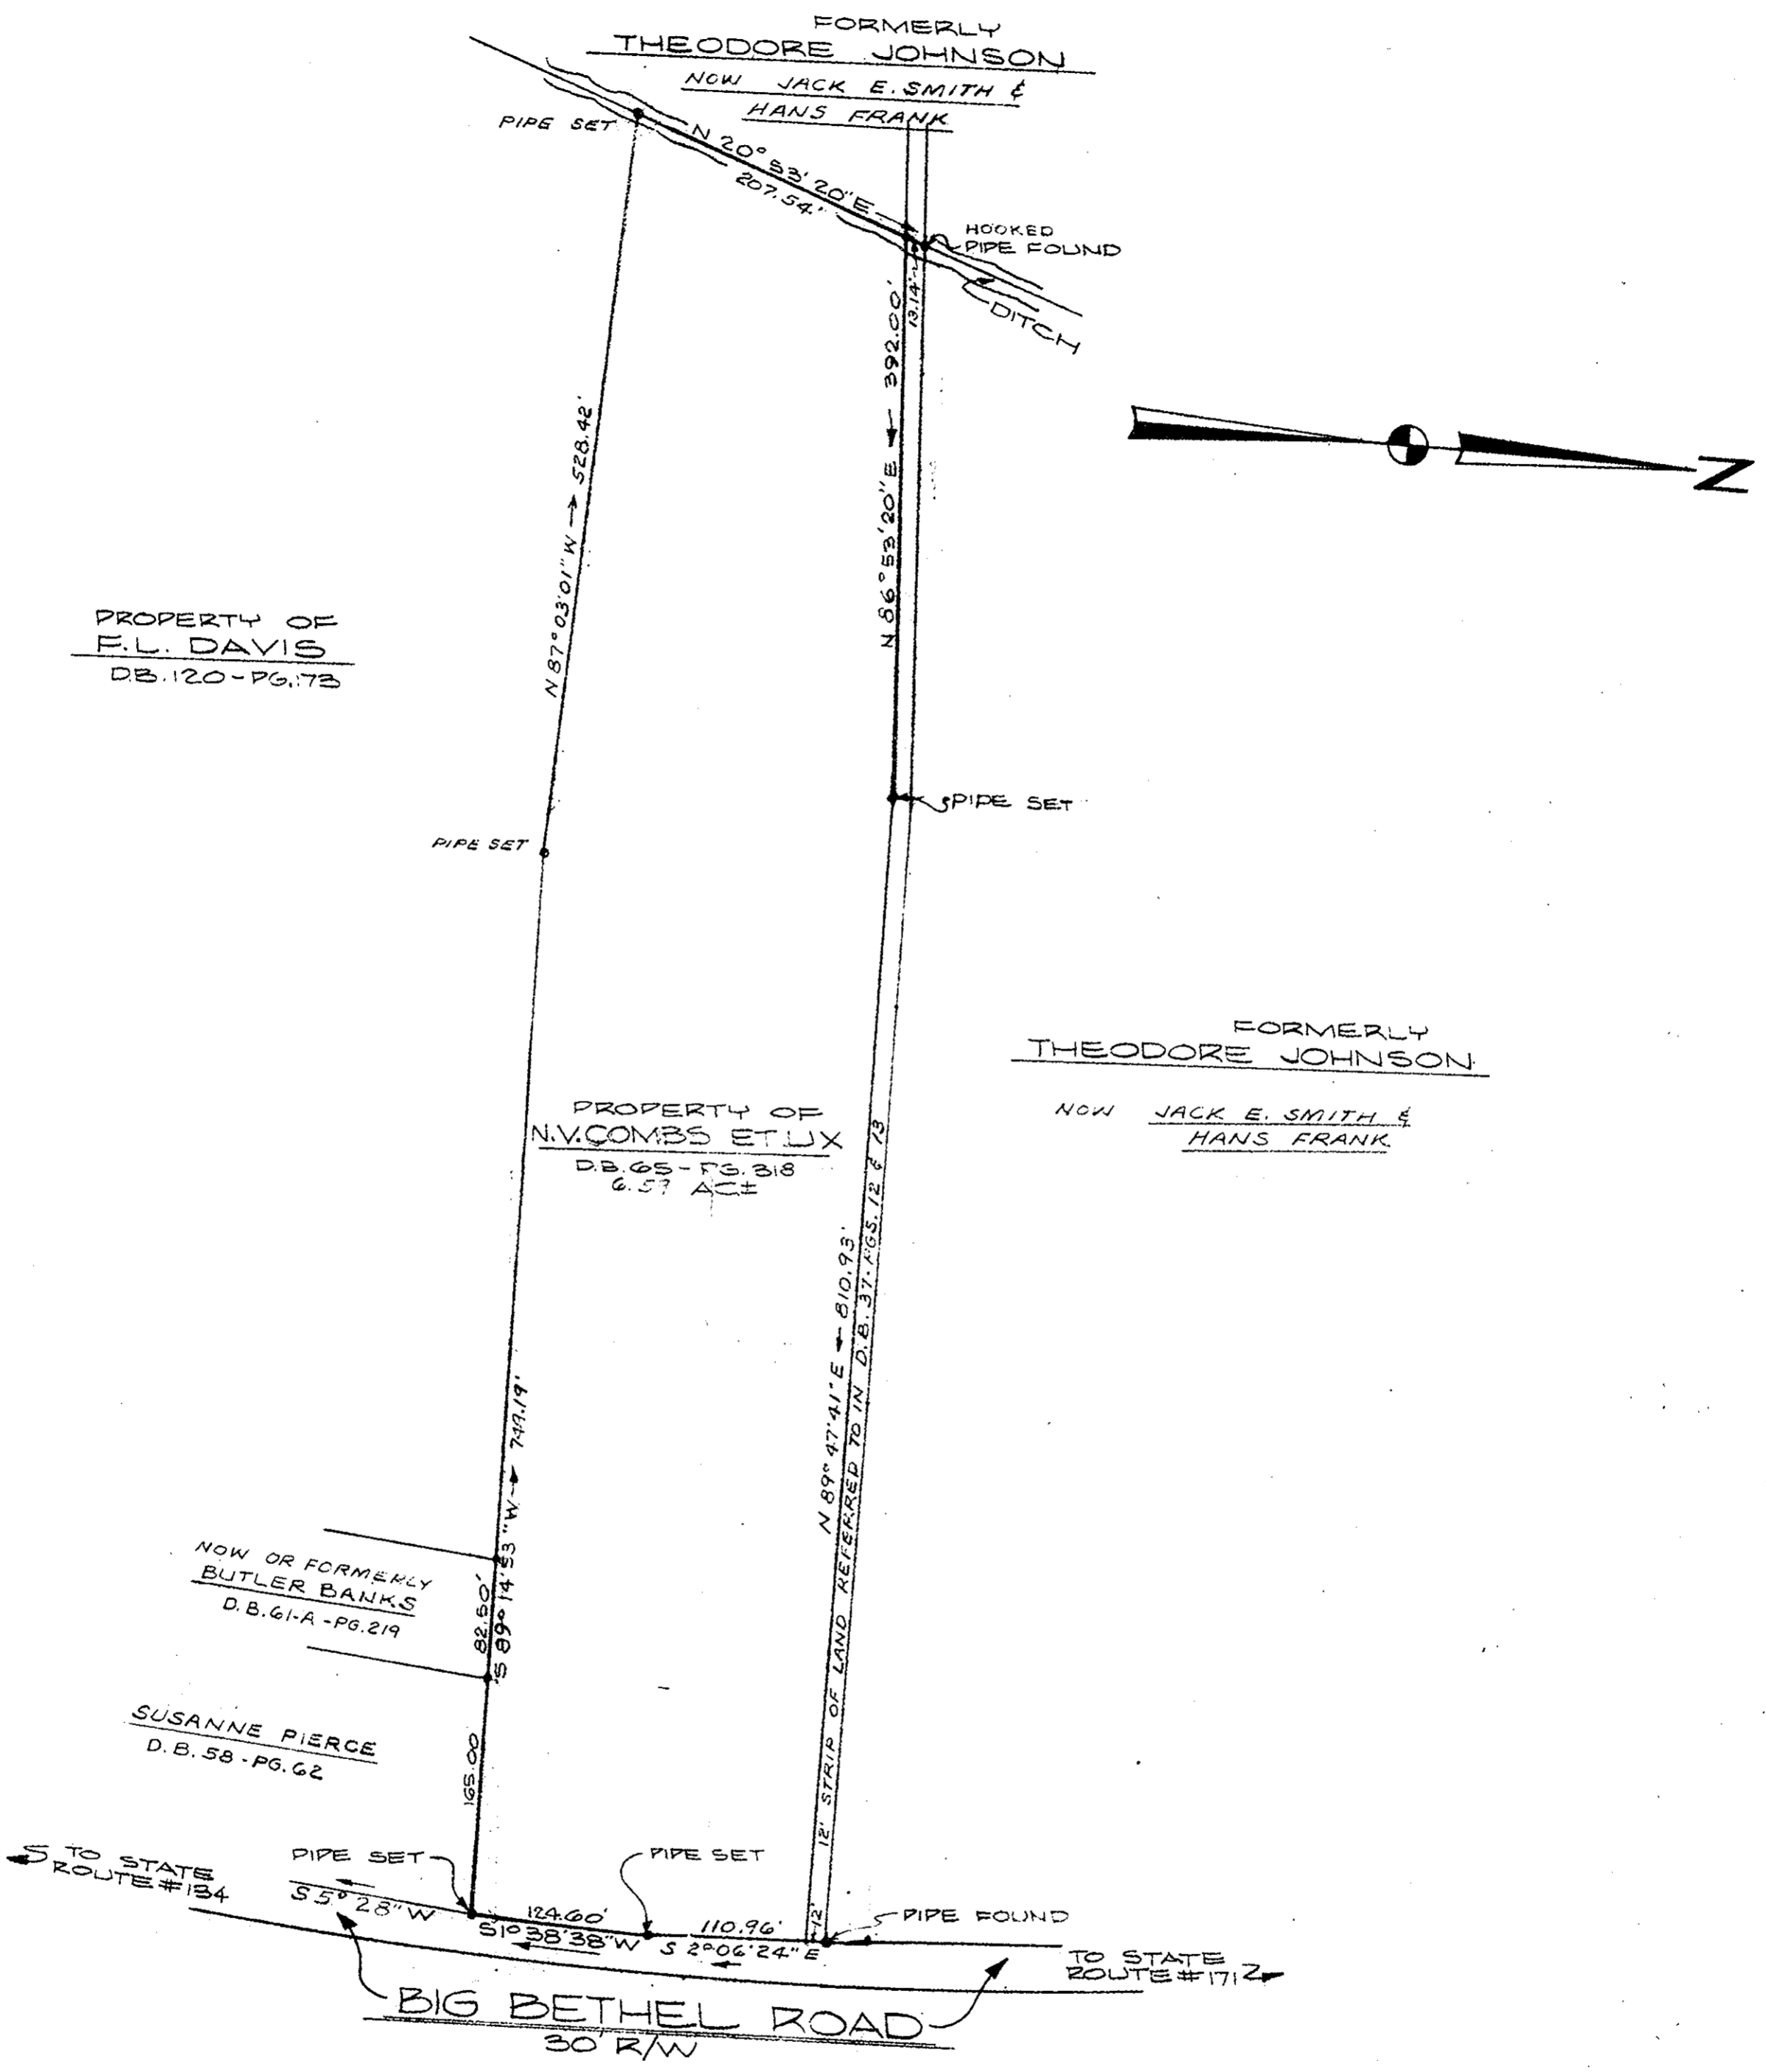 FORMERLY
THEODORE JOHNSON
NOW JACK E. SMITH &
HANS FRANK
PIPE SET
N 20° 53' 20" E
207.54'
HOOKED
PIPE FOUND
13.14'
DITCH
N 86° 53' 20" E 392.00'
N 87° 03' 01" W 528.42'
N
PROPERTY OF
F.L. DAVIS
D.B. 120 - PG. 173
PIPE SET
PIPE SET
FORMERLY
THEODORE JOHNSON
NOW JACK E. SMITH &
HANS FRANK
PROPERTY OF
N.V. COMBS ET UX
D.B. 65 - PG. 318
AC±
N 89° 47' 41" E 810.93'
12' STRIP OF LAND REFERRED TO IN D.B. 37 - PGS. 12 & 13
S 89° 14' 53" W
82.50'
NOW OR FORMERLY
BUTLER BANKS
D.B. 61-A - PG. 219
SUSANNE PIERCE
D.B. 58 - PG. 62
165.00
12'
S TO STATE
ROUTE #134
PIPE SET
S 5° 28" W
124.60'
S 1° 38' 38" W
PIPE SET
110.96'
S 2° 06' 24" E
12'
PIPE FOUND
TO STATE
ROUTE #171
BIG BETHEL ROAD
30' R/W